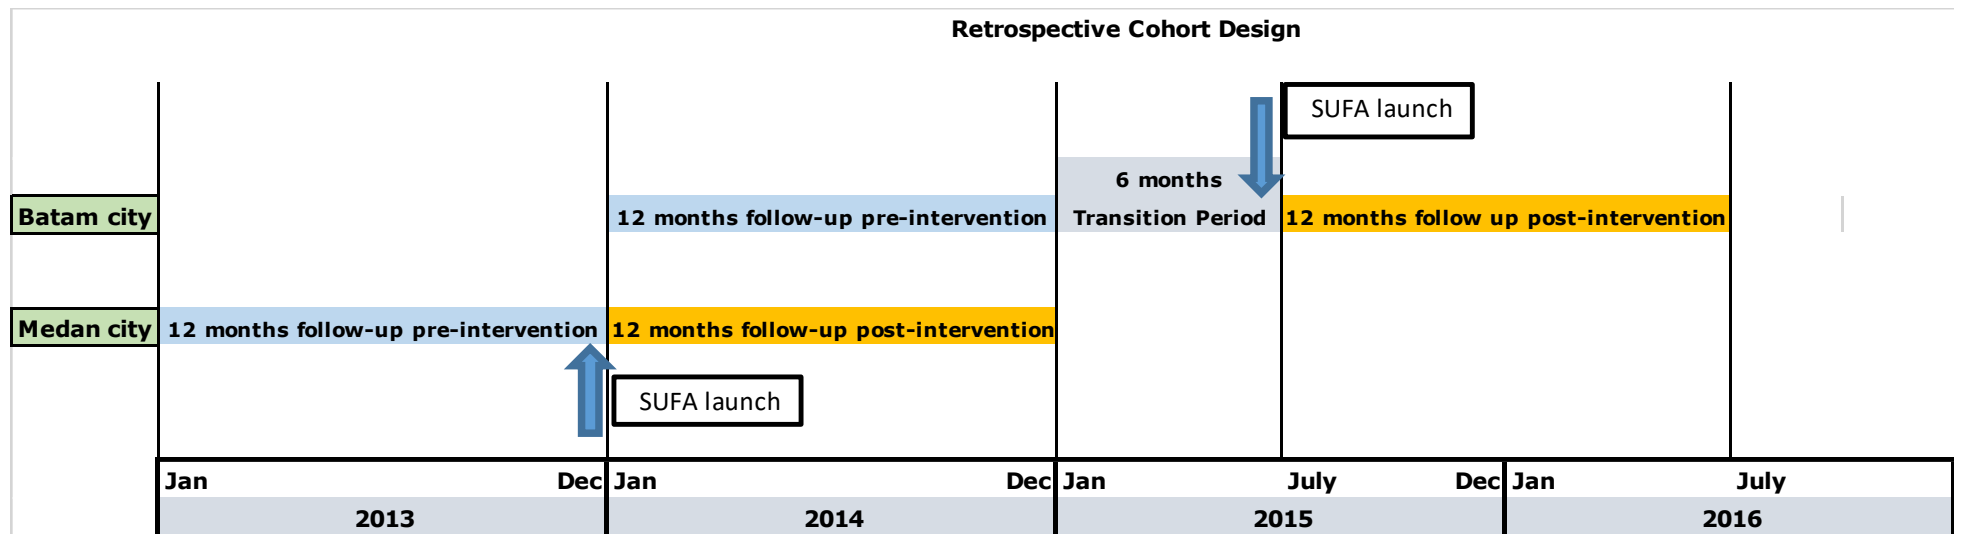 Retrospective Cohort Design
SUFA launch
6 months
Batam city
12 months follow-up pre-intervention
Transition Period
12 months follow up post-intervention
Medan city
12 months follow-up pre-intervention
12 months follow-up post-intervention
SUFA launch
Jan Dec Jan Dec Jan July Dec Jan July
2013 2014 2015 2016